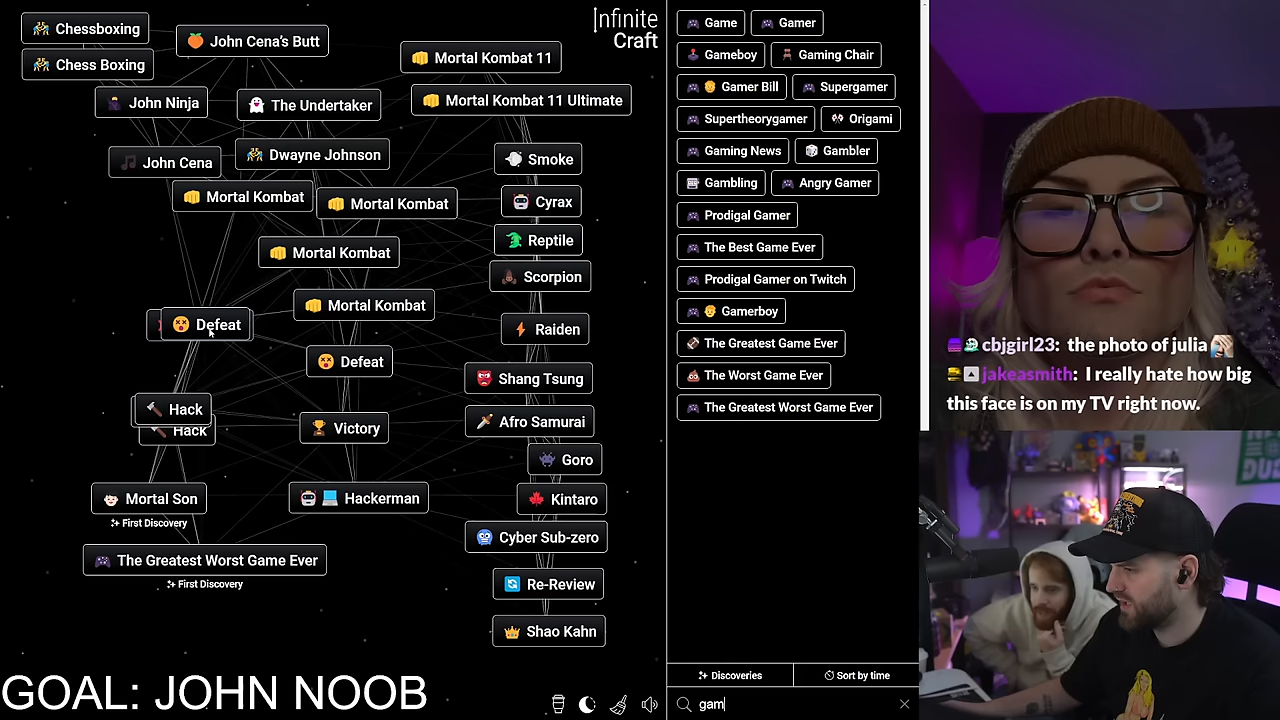 Chessboxing
John Cena's Butt
Chess Boxing
Mortal Kombat 11
Infinite
Craft
John Ninja
The Undertaker
Mortal Kombat 11 Ultimate
John Cena
Dwayne Johnson
Smoke
Mortal Kombat
Mortal Kombat
Cyrax
Mortal Kombat
Reptile
Scorpion
Mortal Kombat
Defeat
Raiden
Defeat
Shang Tsung
Hack
Hack
Victory
Afro Samurai
Goro
Mortal Son
First Discovery
Hackerman
Kintaro
Cyber Sub-zero
The Greatest Worst Game Ever
First Discovery
Re-Review
Shao Kahn
GOAL: JOHN NOOB
Game
Gamer
Gameboy
Gaming Chair
Gamer Bill
Supergamer
Supertheorygamer
Origami
Gaming News
Gambler
Gambling
Angry Gamer
Prodigal Gamer
The Best Game Ever
Prodigal Gamer on Twitch
Gamerboy
The Greatest Game Ever
The Worst Game Ever
The Greatest Worst Game Ever
Discoveries
Sort by time
gam
cbjgirl23: the photo of julia
jakeasmith: I really hate how big
this face is on my TV right now.